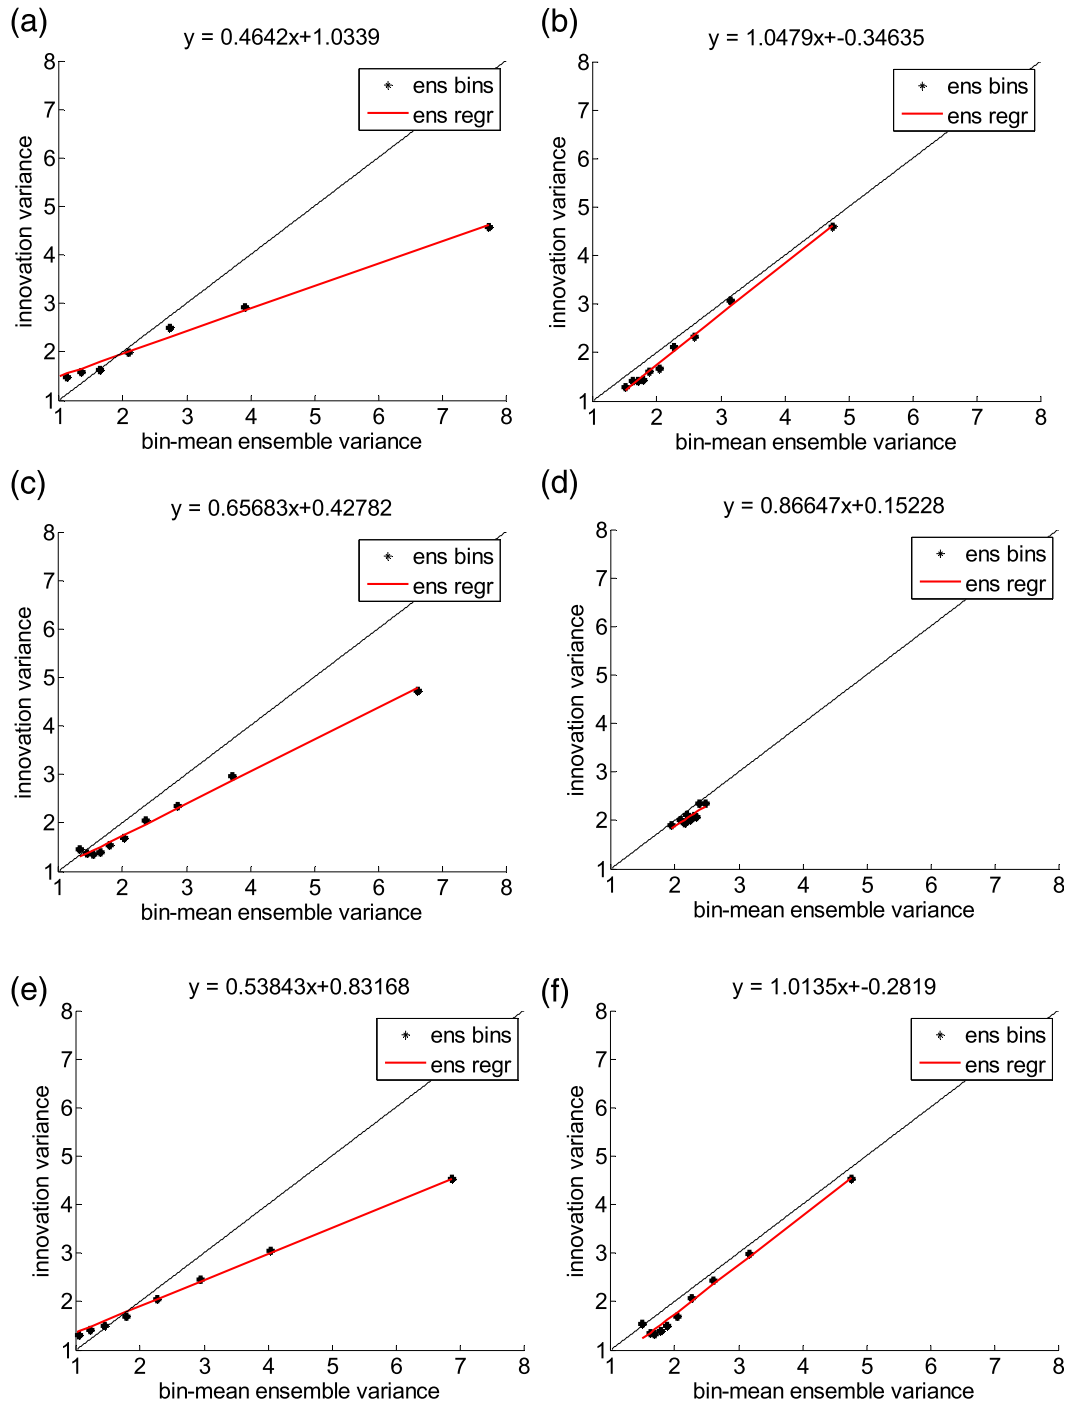 (a)
y = 0.4642x+1.0339
8
7
6
5
4
3
2
1
innovation variance
ens bins
ens regr
1 2 3 4 5 6 7 8
bin-mean ensemble variance
(b)
y = 1.0479x+-0.34635
8
7
6
5
4
3
2
1
innovation variance
ens bins
ens regr
1 2 3 4 5 6 7 8
bin-mean ensemble variance
(c)
y = 0.65683x+0.42782
8
7
6
5
4
3
2
1
innovation variance
ens bins
ens regr
1 2 3 4 5 6 7 8
bin-mean ensemble variance
(d)
y = 0.86647x+0.15228
8
7
6
5
4
3
2
1
innovation variance
ens bins
ens regr
1 2 3 4 5 6 7 8
bin-mean ensemble variance
(e)
y = 0.53843x+0.83168
8
7
6
5
4
3
2
1
innovation variance
ens bins
ens regr
1 2 3 4 5 6 7 8
bin-mean ensemble variance
(f)
y = 1.0135x+-0.2819
8
7
6
5
4
3
2
1
innovation variance
ens bins
ens regr
1 2 3 4 5 6 7 8
bin-mean ensemble variance